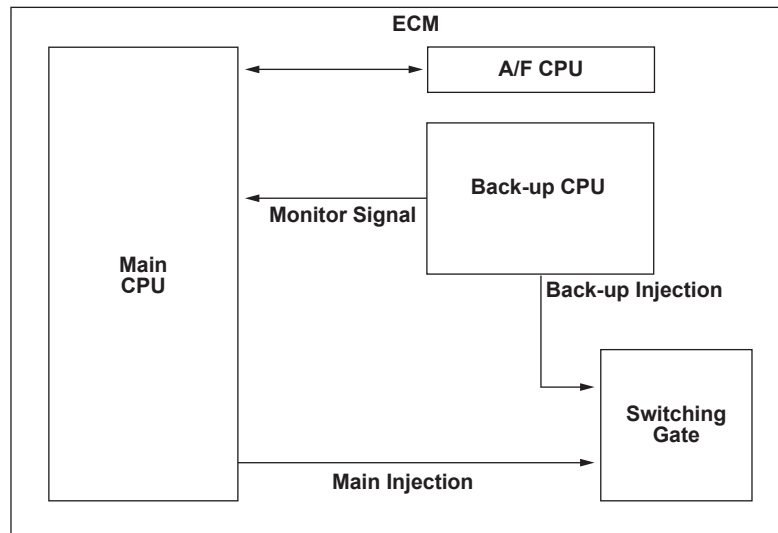 ECM
A/F CPU
Back-up CPU
Monitor Signal
Main
CPU
Back-up Injection
Switching
Gate
Main Injection